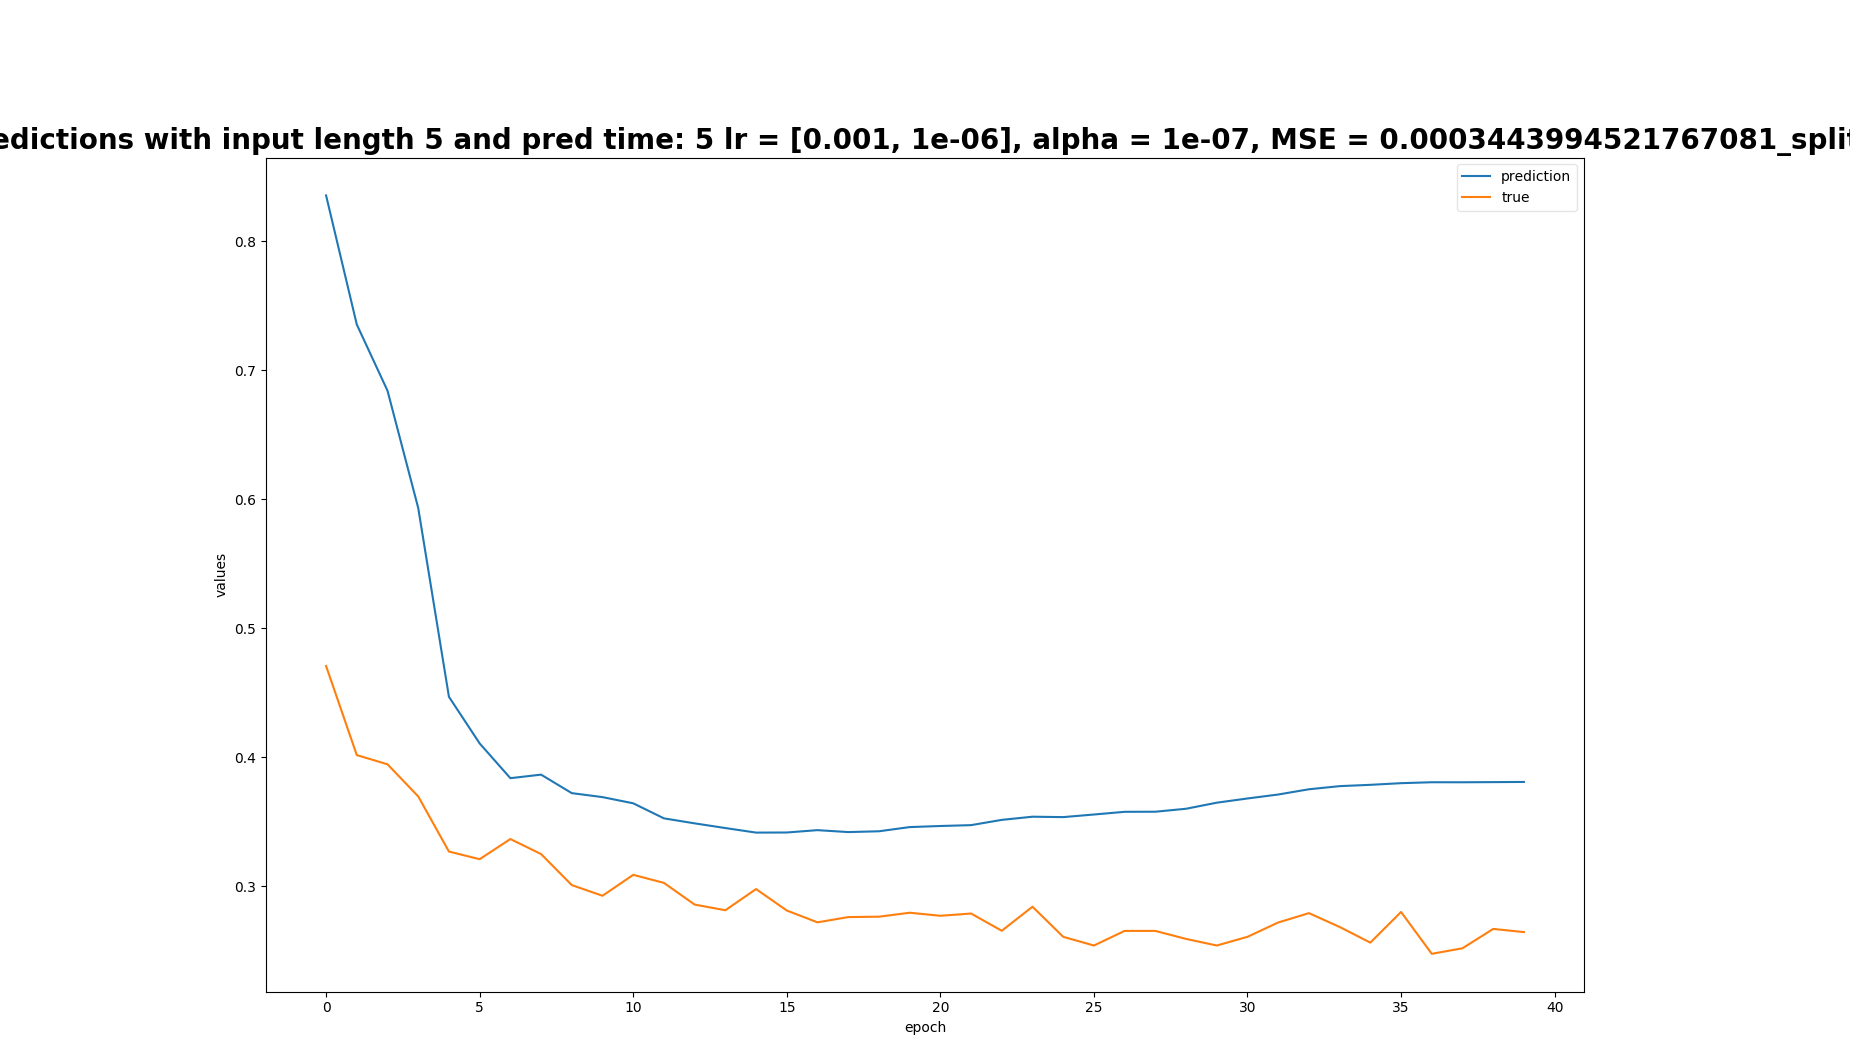 edictions with input length 5 and pred time: 5 lr = [0.001, 1e-06], alpha = 1e-07, MSE = 0.0003443994521767081_split
prediction
true
0.8
0.7
0.6
0.5
0.4
0.3
values
0 5 10 15 20 25 30 35 40
epoch